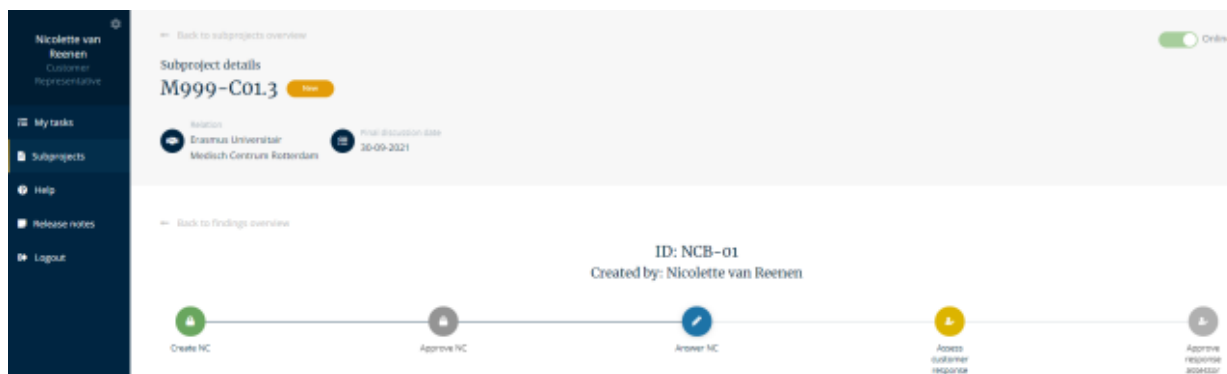 Nicolette van
Reenen
Customer
Representative
My tasks
Subprojects
Help
Release notes
Logout
Back to subprojects overview
Subproject details
M999-C01.3 New
Relation
Erasmus Universitair
Medisch Centrum Rotterdam
Final discussion date
30-09-2021
Online
Back to findings overview
ID: NCB-01
Created by: Nicolette van Reenen
Create NC
Approve NC
Answer NC
Assess
customer
response
Approve
response
assessor